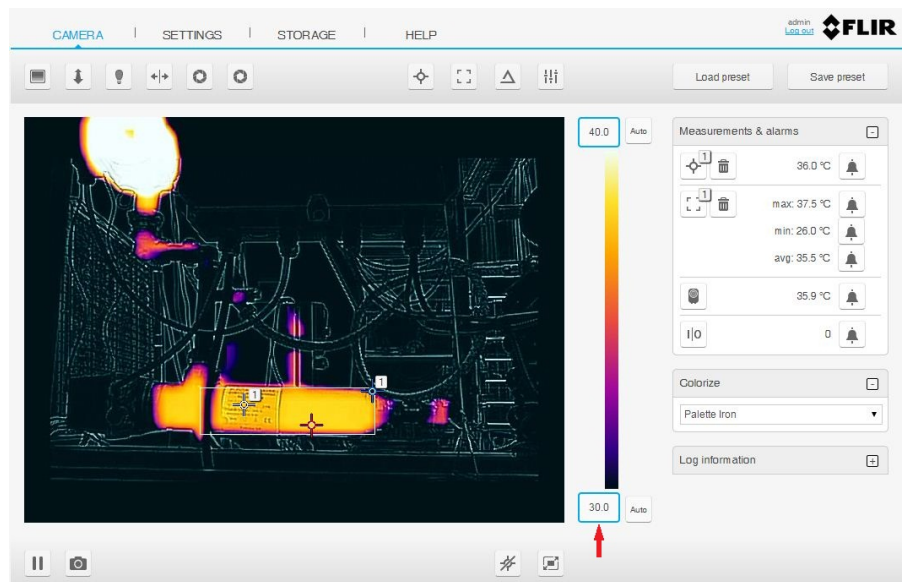 CAMERA
SETTINGS
STORAGE
HELP
admin
Log out
FLIR
Load preset
Save preset
40.0
Auto
Measurements & alarms
1
36.0 °C
1
max: 37.5 °C
min: 26.0 °C
avg: 35.5 °C
35.9 °C
I|O
0
Colorize
Palette Iron
Log information
1
1
30.0
Auto